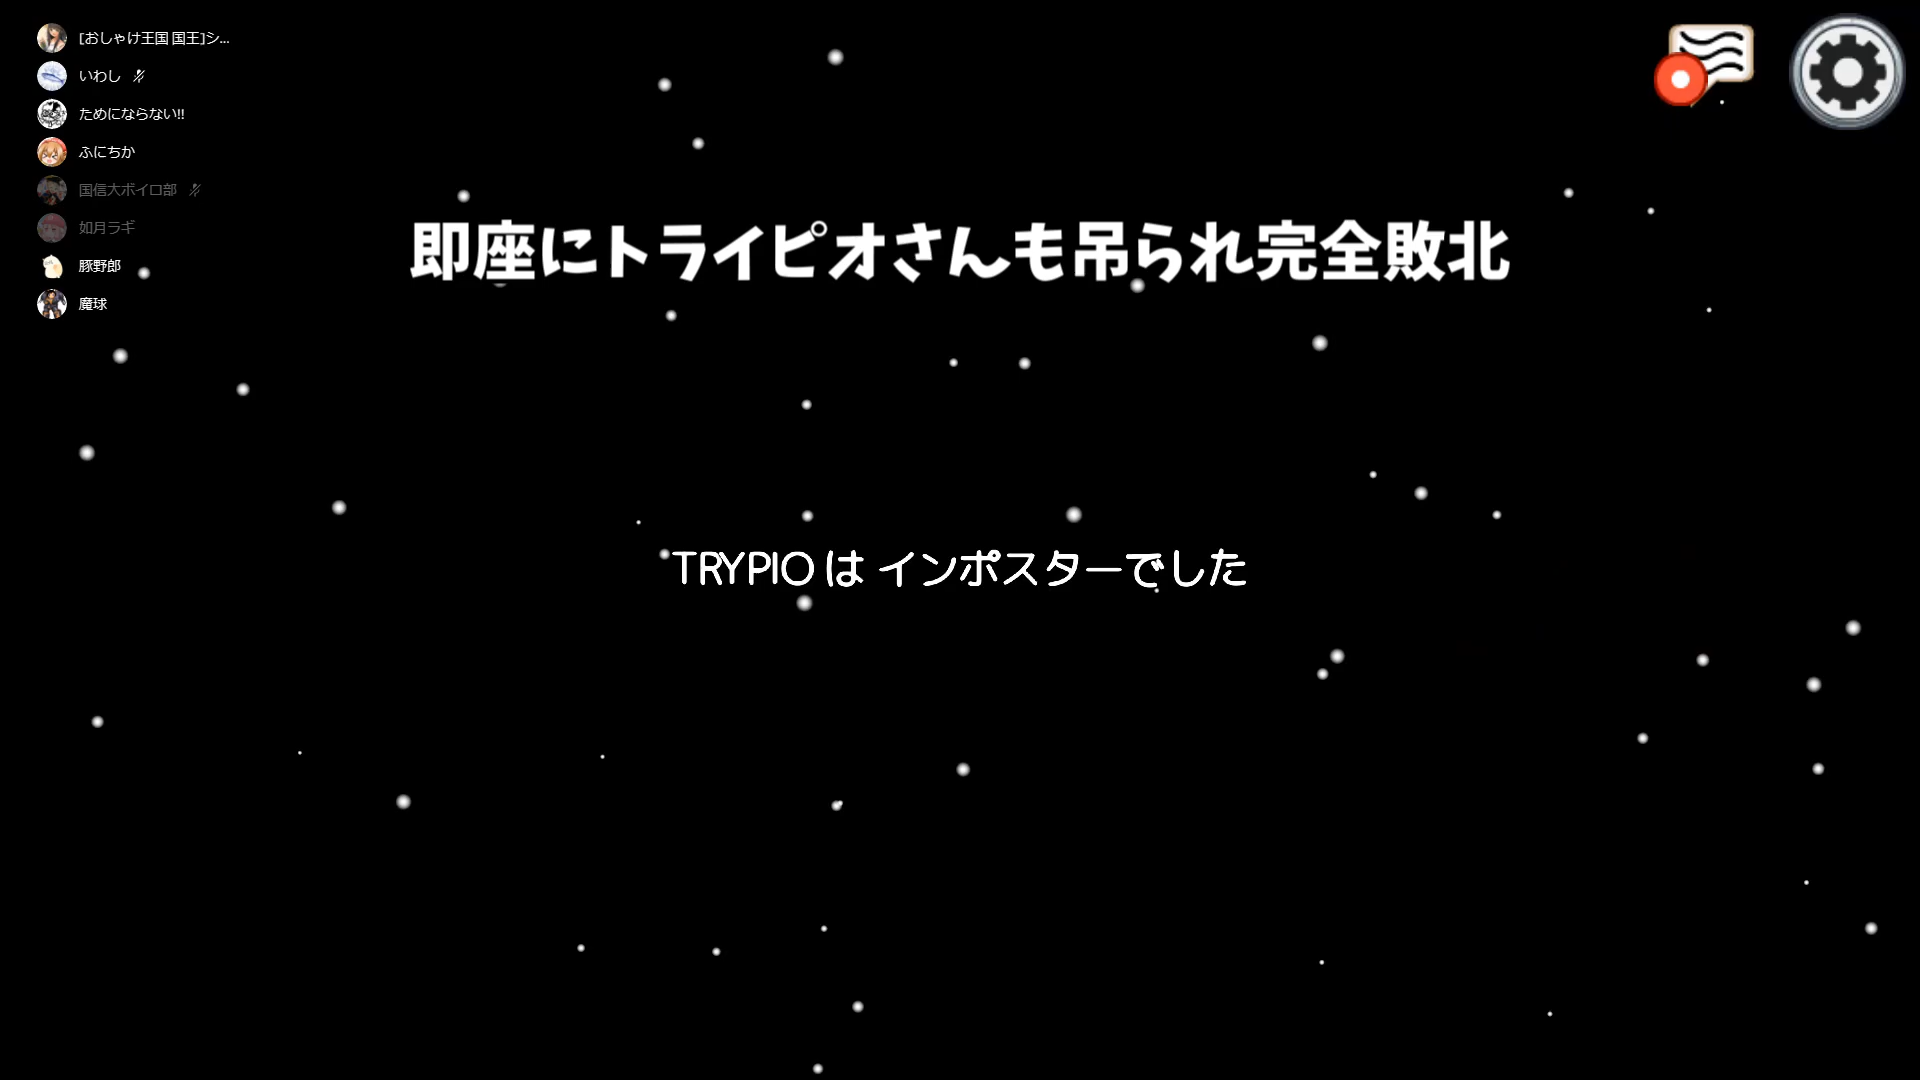 [おしゃけ王国 国王]シ...
いわし
ためにならない!!
ふにちか
国信大ボイロ部
如月ラギ
豚野郎
魔球
即座にトライピオさんも吊られ完全敗北
TRYPIO は インポスターでした